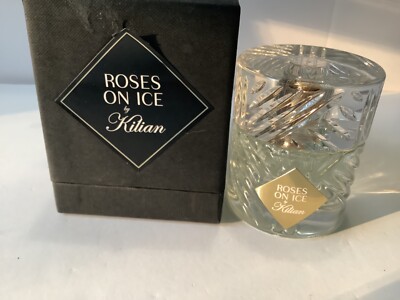 ROSES
ON ICE
by
Kilian
ROSES
ON ICE
by
Kilian